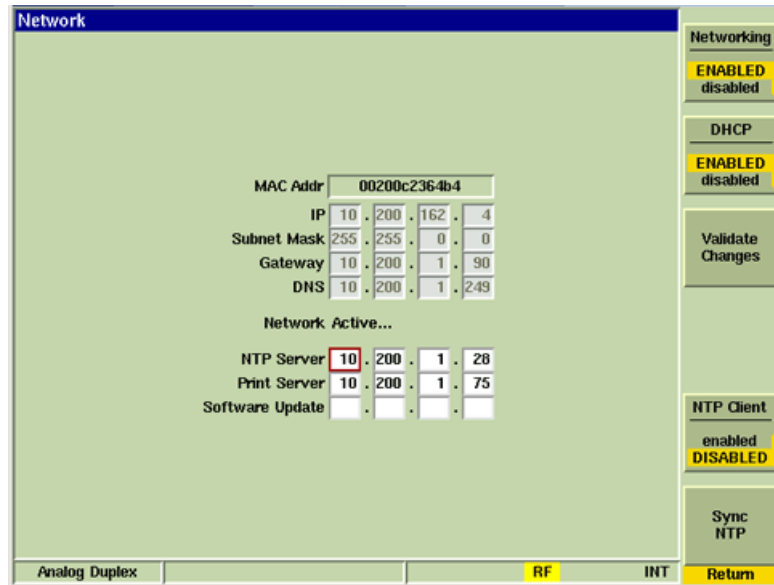 Network
MAC Addr 00200c2364b4
IP 10 . 200 . 162 . 4
Subnet Mask 255 . 255 . 0 . 0
Gateway 10 . 200 . 1 . 90
DNS 10 . 200 . 1 . 249
Network Active...
NTP Server 10 . 200 . 1 . 28
Print Server 10 . 200 . 1 . 75
Software Update . . .
Networking
ENABLED
disabled
DHCP
ENABLED
disabled
Validate
Changes
NTP Client
enabled
DISABLED
Sync
NTP
Return
Analog Duplex RF INT